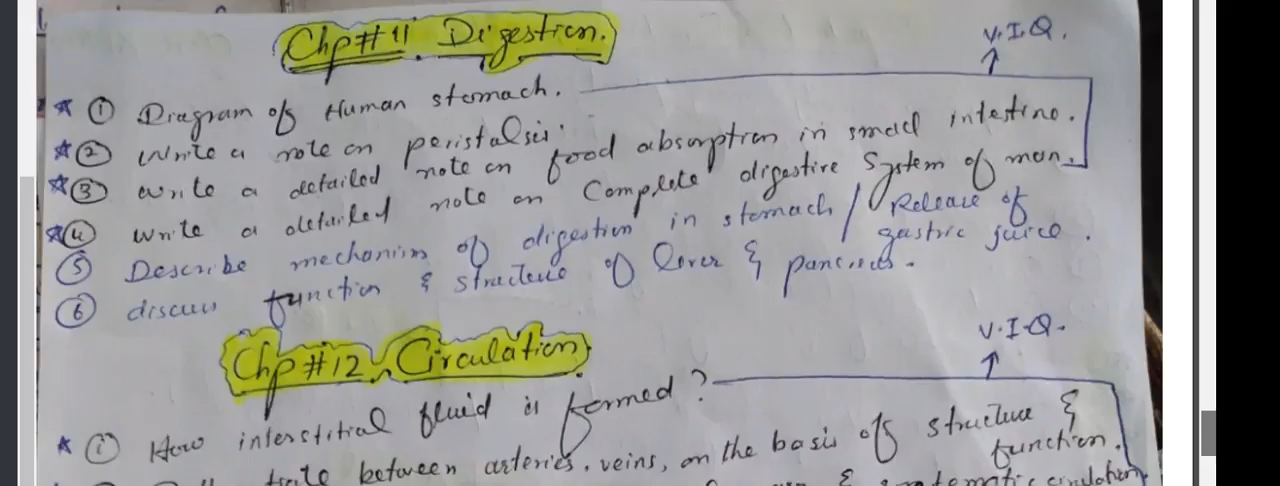 Chp#11 Digestion.
V.I.Q.
① Diagram of Human stomach.
② Write a note on peristalsis.
③ Write a detailed note on food absorption in small intestine.
④ Write a detailed note on Complete digestive System of man.
⑤ Describe mechanism of digestion in stomach / Release of gastric juice.
⑥ discuss function & structure of liver & pancreas.
Chp#12 Circulation
V.I.Q.
① How interstitial fluid is formed?
between arteries, veins, on the basis of structure & function.
&
circulation